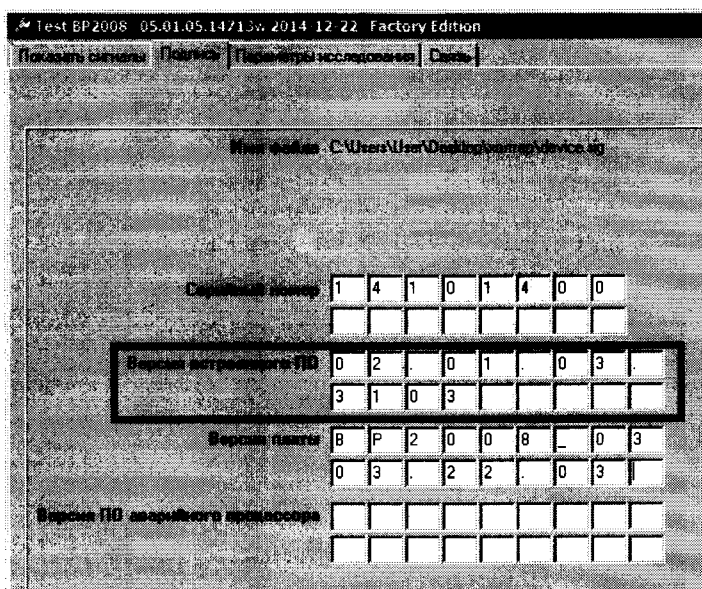 Test BP2008 05.01.05.14713w 2014-12-22 Factory Edition
Показать сигналы Подпись Параметры исследования Связь
Имя файла C:\Users\User\Desktop\ \device.sig
Серийный номер 1 4 1 0 1 4 0 0
Версия встроенного ПО 0 2 . 0 1 . 0 3 .
3 1 0 3
Версия платы B P 2 0 0 8 _ 0 3
0 3 . 2 2 . 0 3
Версия ПО аварийного процессора